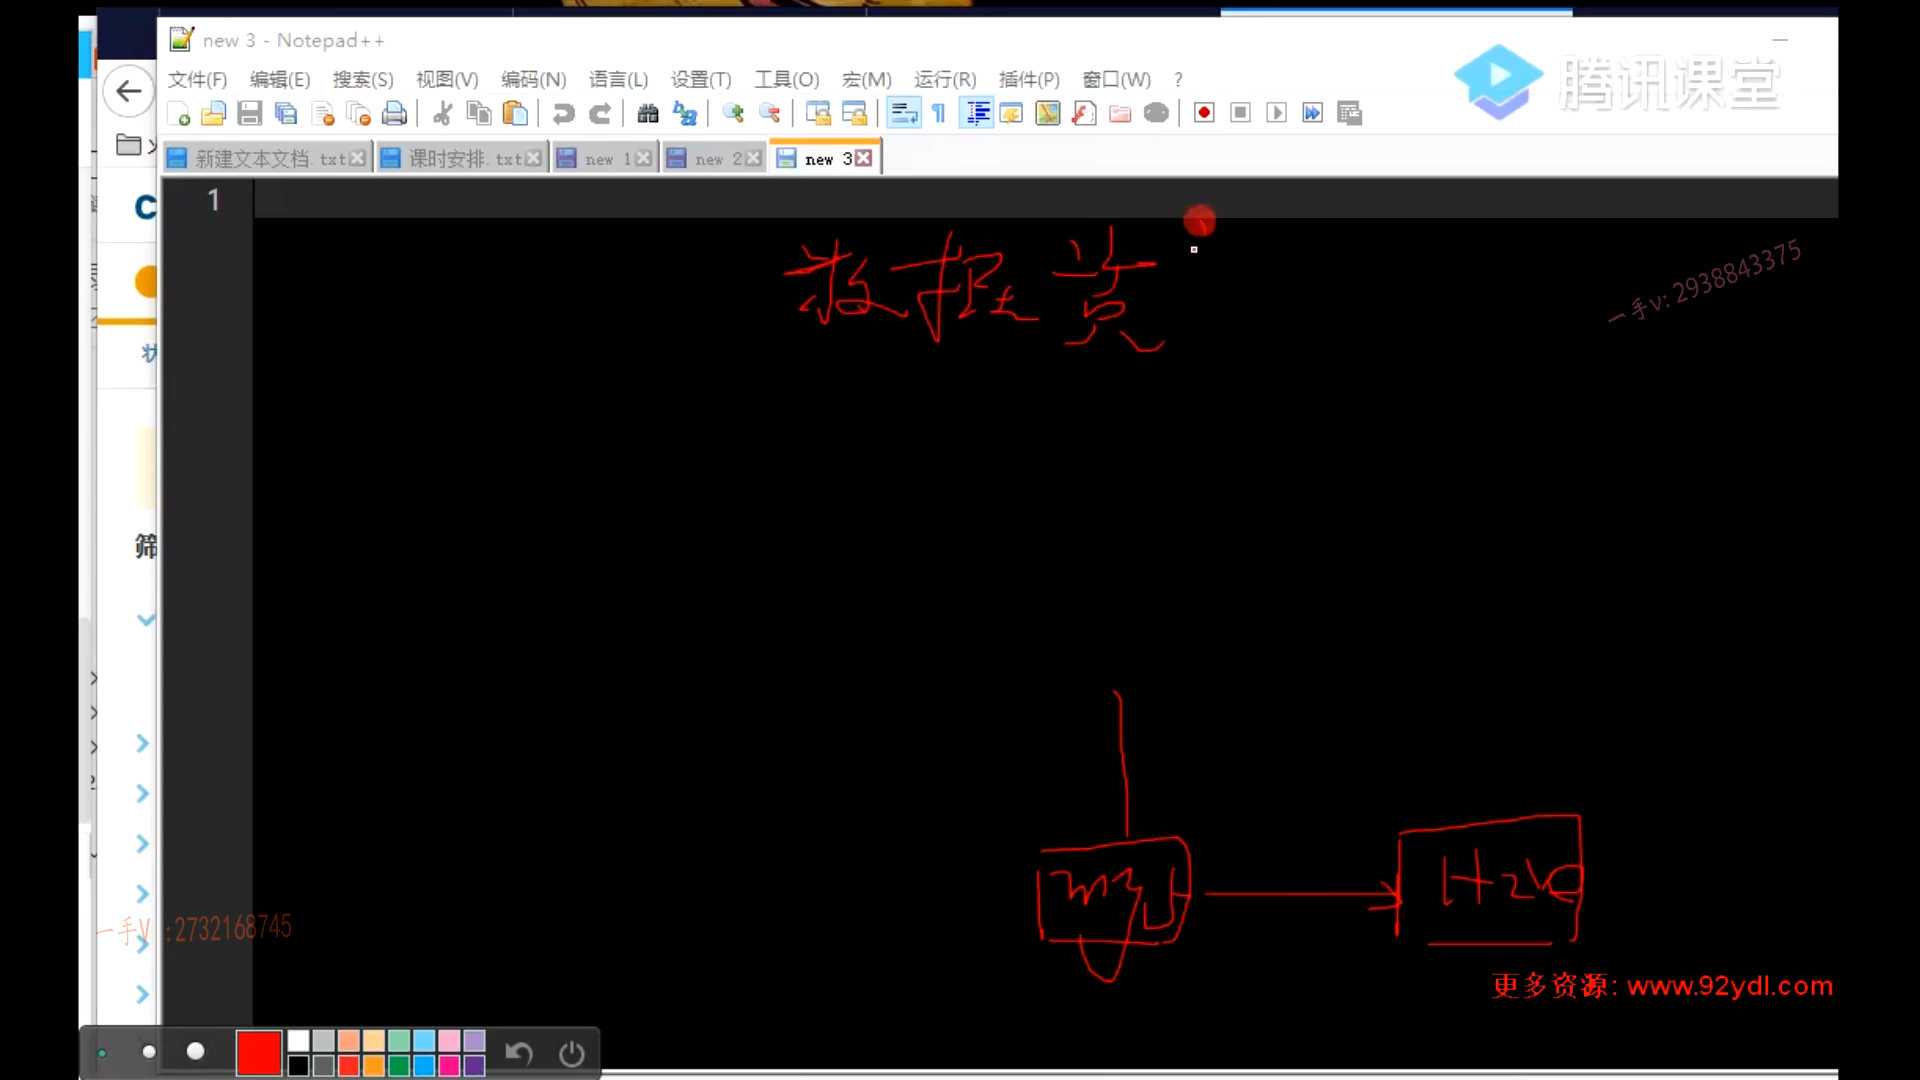 new 3 - Notepad++
文件(F) 编辑(E) 搜索(S) 视图(V) 编码(N) 语言(L) 设置(T) 工具(O) 宏(M) 运行(R) 插件(P) 窗口(W) ?
腾讯课堂
新建文本文档.txt 课时安排.txt new 1 new 2 new 3
1
数据
一手v:2938843375
筛
一手V :2732168745
更多资源: www.92ydl.com